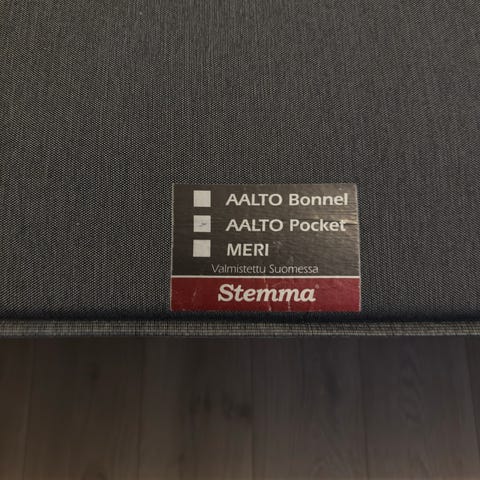 AALTO Bonnel
AALTO Pocket
MERI
Valmistettu Suomessa
Stemma